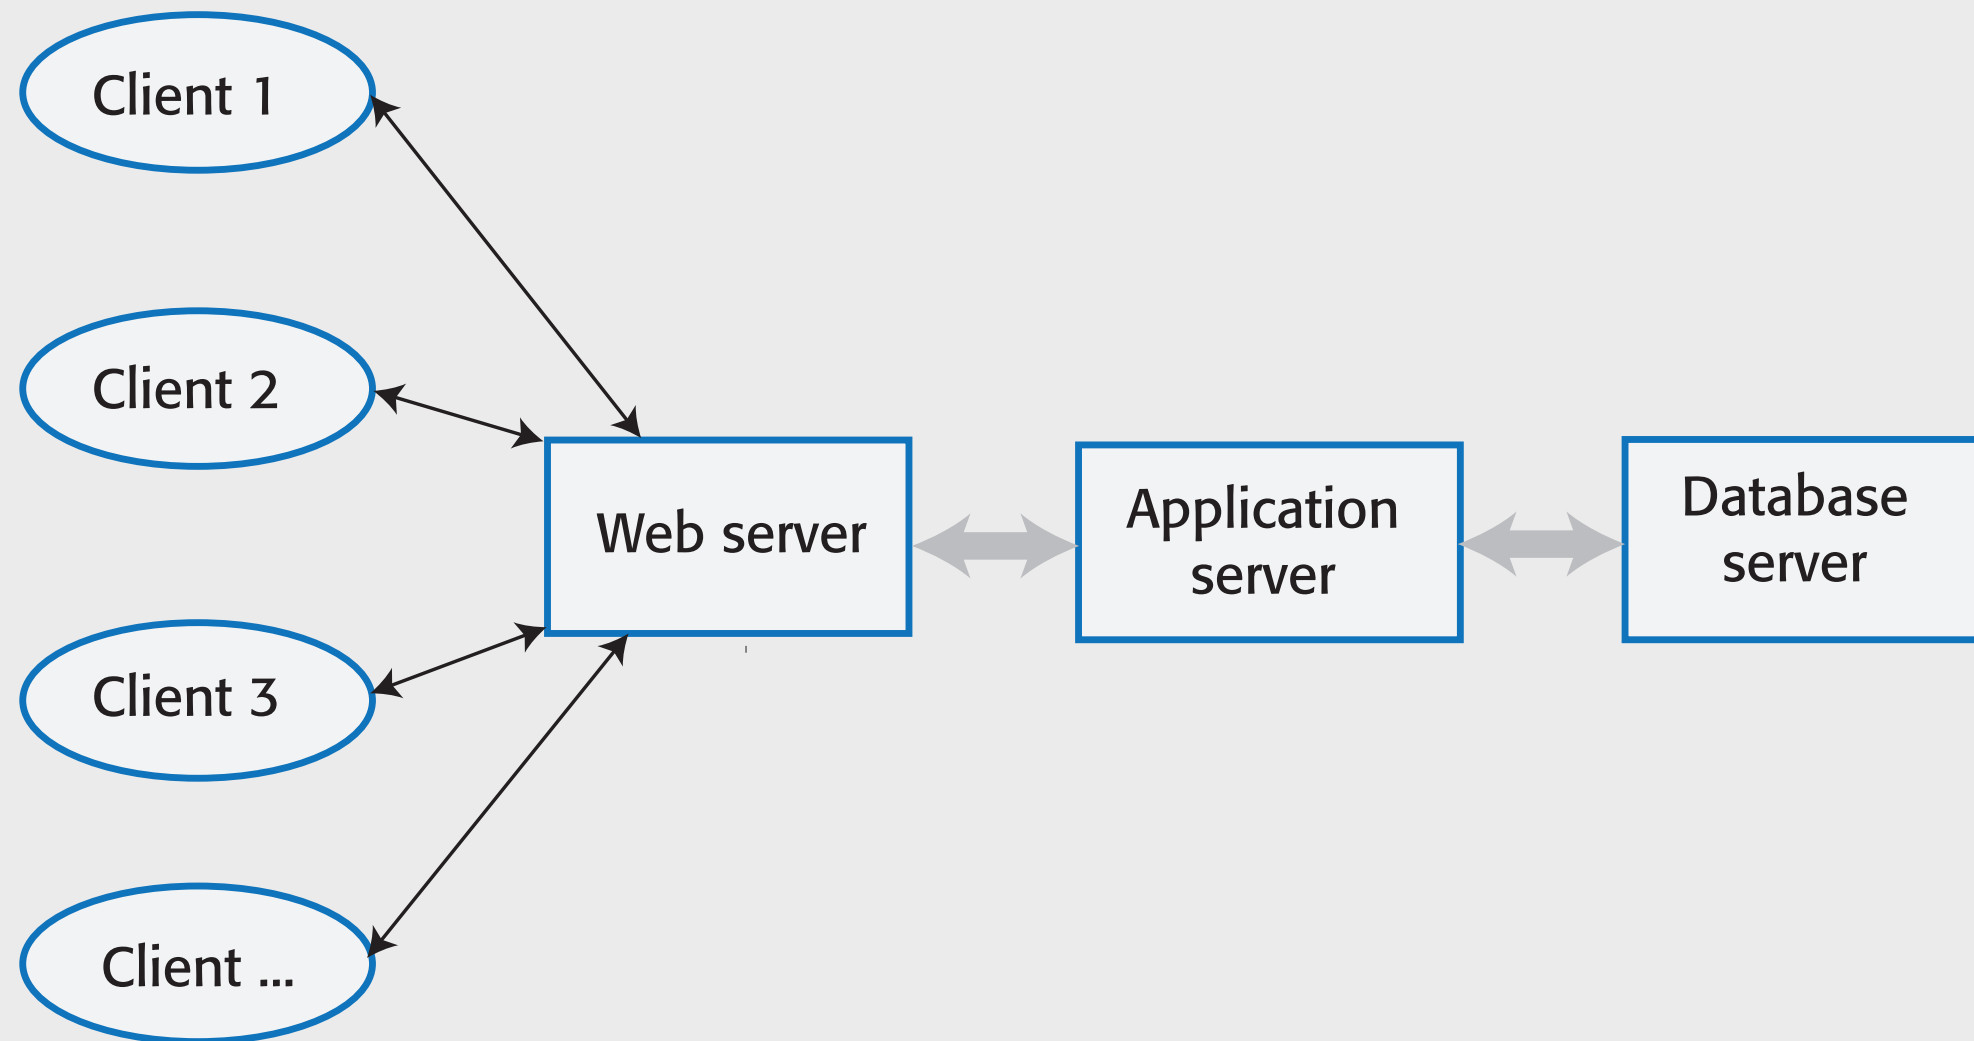 Client 1
Client 2
Client 3
Client ...
Web server
Application
server
Database
server